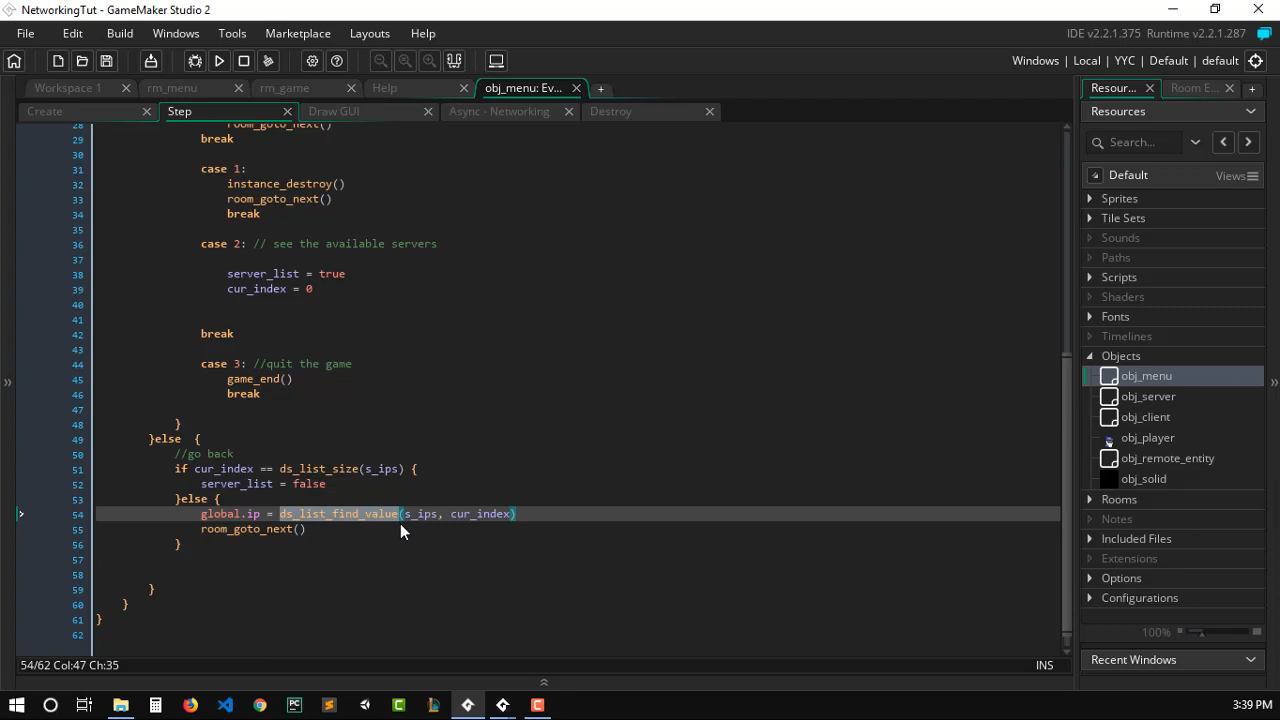 NetworkingTut - GameMaker Studio 2
File Edit Build Windows Tools Marketplace Layouts Help
IDE v2.2.1.375 Runtime v2.2.1.287
Windows | Local | YYC | Default | default
Workspace 1 rm_menu rm_game Help obj_menu: Ev...
Create Step Draw GUI Async - Networking Destroy
28 room_goto_next()
29 break
30
31 case 1:
32 instance_destroy()
33 room_goto_next()
34 break
35
36 case 2: // see the available servers
37
38 server_list = true
39 cur_index = 0
40
41
42 break
43
44 case 3: //quit the game
45 game_end()
46 break
47
48 }
49 }else {
50 //go back
51 if cur_index == ds_list_size(s_ips) {
52 server_list = false
53 }else {
54 global.ip = ds_list_find_value(s_ips, cur_index)
55 room_goto_next()
56 }
57
58
59 }
60 }
61 }
62
54/62 Col:47 Ch:35 INS
Resour... Room E...
Resources
Search...
Default Views
Sprites
Tile Sets
Sounds
Paths
Scripts
Shaders
Fonts
Timelines
Objects
obj_menu
obj_server
obj_client
obj_player
obj_remote_entity
obj_solid
Rooms
Notes
Included Files
Extensions
Options
Configurations
100%
Recent Windows
3:39 PM